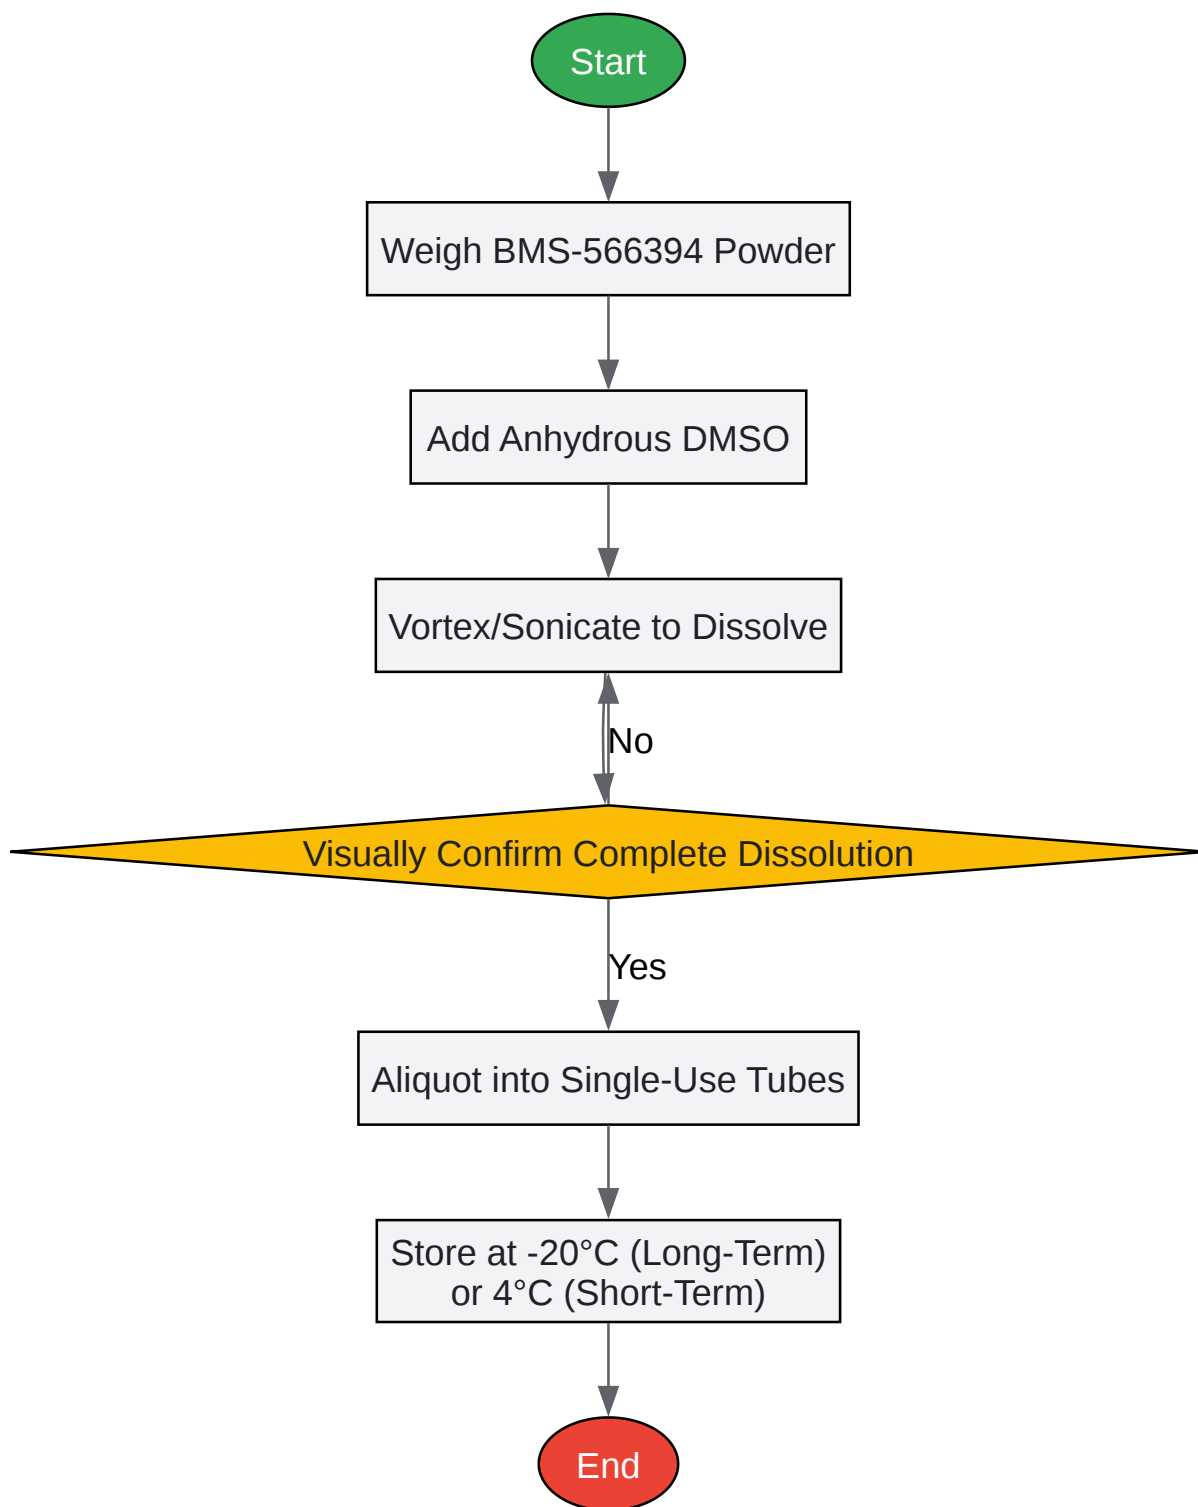 Start
Weigh BMS-566394 Powder
Add Anhydrous DMSO
Vortex/Sonicate to Dissolve
No
Visually Confirm Complete Dissolution
Yes
Aliquot into Single-Use Tubes
Store at -20°C (Long-Term)
or 4°C (Short-Term)
End